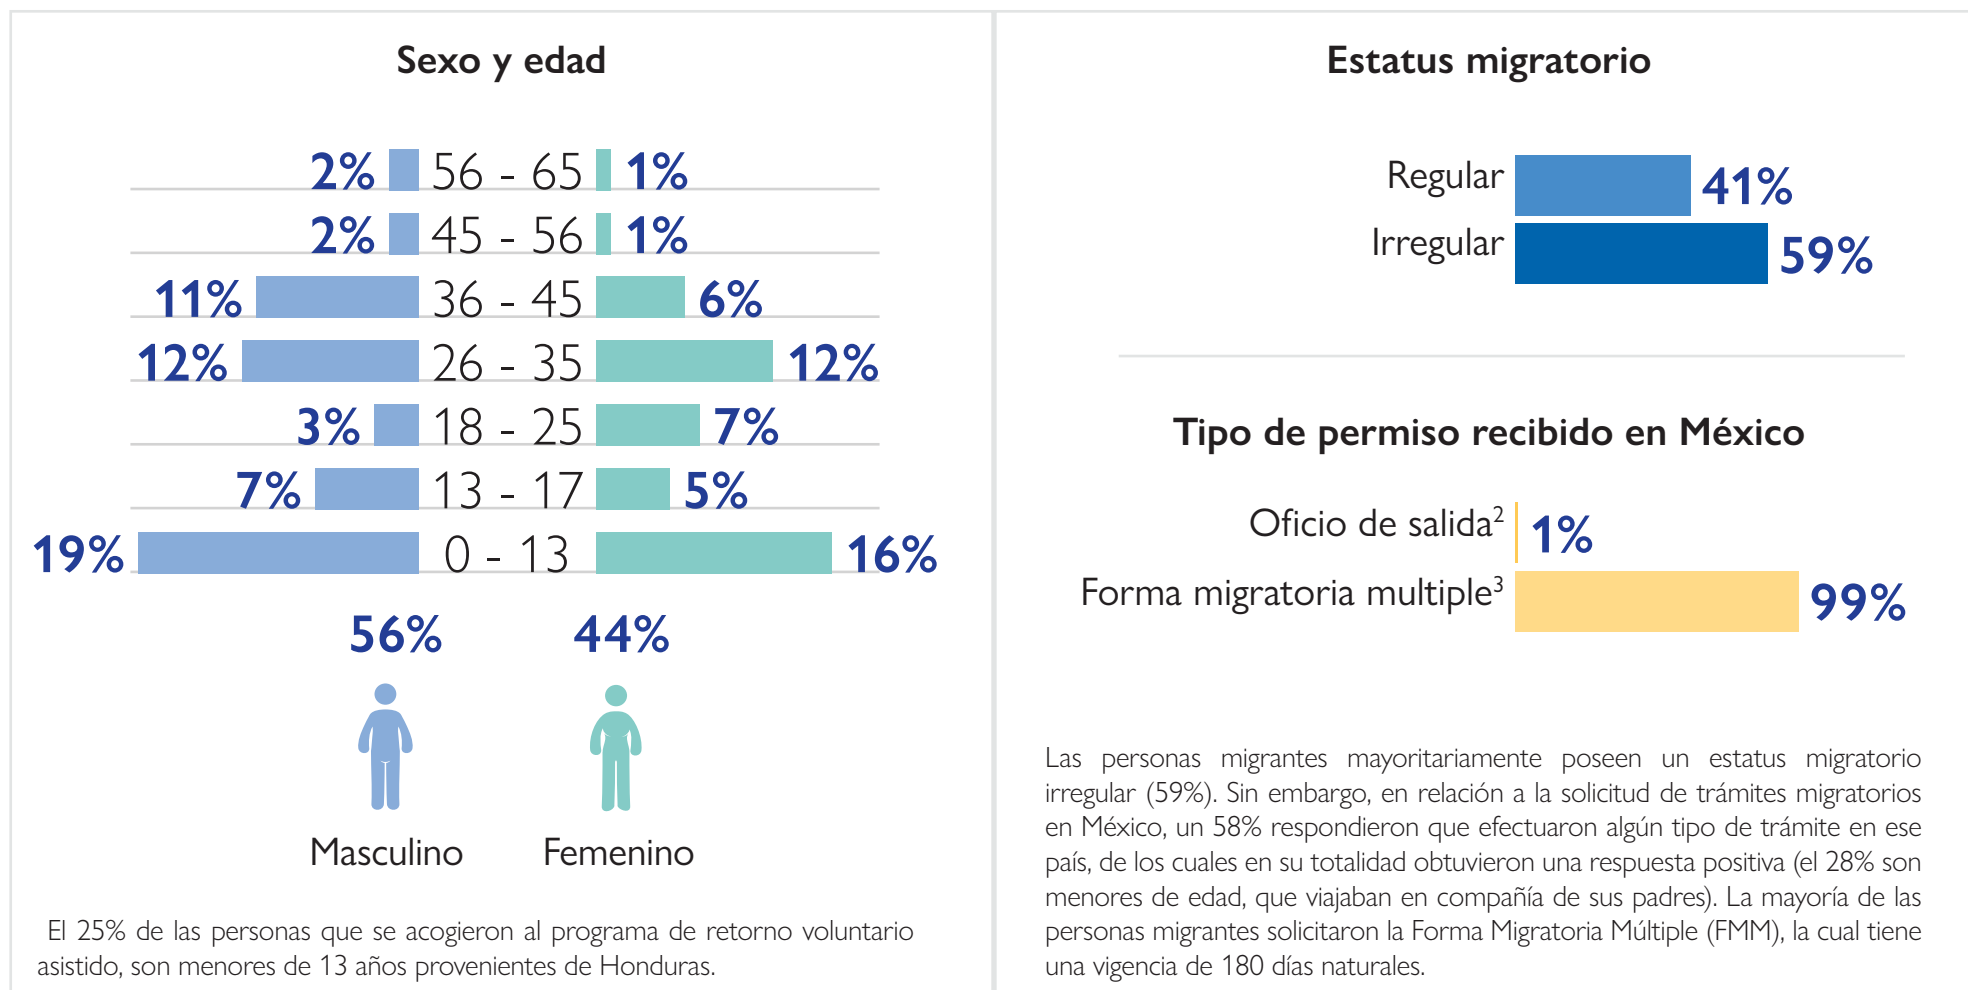 Sexo y edad
2% 56 - 65 1%
2% 45 - 56 1%
11% 36 - 45 6%
12% 26 - 35 12%
3% 18 - 25 7%
7% 13 - 17 5%
19% 0 - 13 16%
56% 44%
Masculino Femenino
El 25% de las personas que se acogieron al programa de retorno voluntario
asistido, son menores de 13 años provenientes de Honduras.
Estatus migratorio
Regular 41%
Irregular 59%
Tipo de permiso recibido en México
Oficio de salida² 1%
Forma migratoria multiple³ 99%
Las personas migrantes mayoritariamente poseen un estatus migratorio
irregular (59%). Sin embargo, en relación a la solicitud de trámites migratorios
en México, un 58% respondieron que efectuaron algún tipo de trámite en ese
país, de los cuales en su totalidad obtuvieron una respuesta positiva (el 28% son
menores de edad, que viajaban en compañía de sus padres). La mayoría de las
personas migrantes solicitaron la Forma Migratoria Múltiple (FMM), la cual tiene
una vigencia de 180 días naturales.